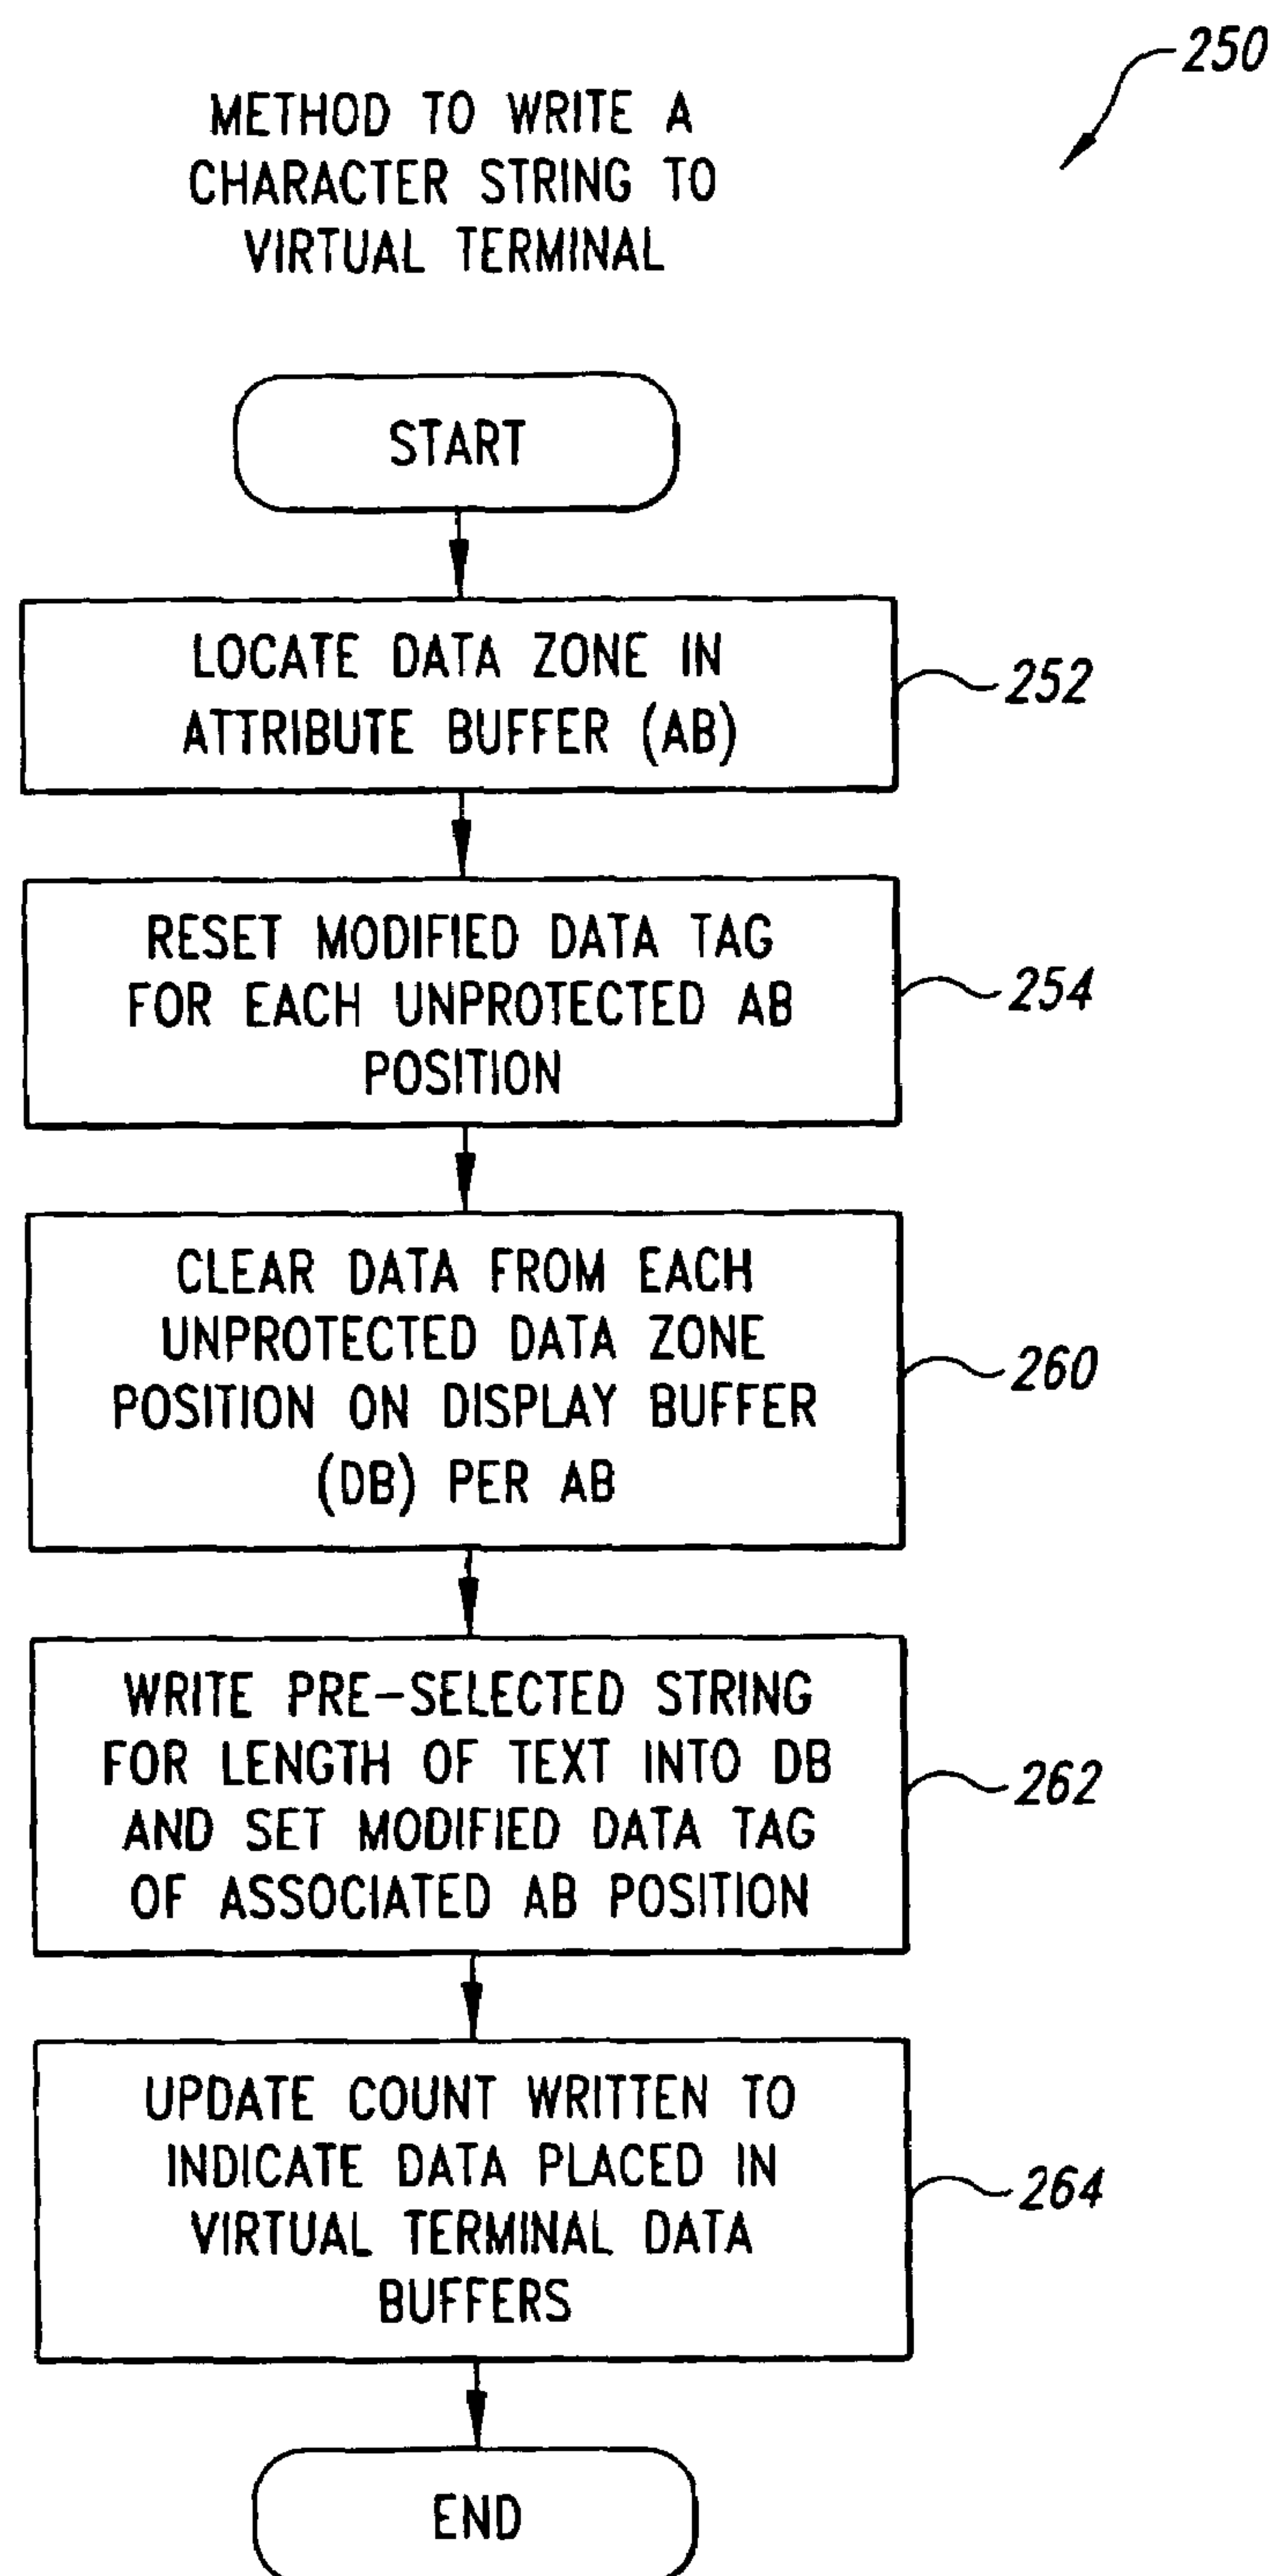 250
METHOD TO WRITE A
CHARACTER STRING TO
VIRTUAL TERMINAL
START
LOCATE DATA ZONE IN
ATTRIBUTE BUFFER (AB)
252
RESET MODIFIED DATA TAG
FOR EACH UNPROTECTED AB
POSITION
254
CLEAR DATA FROM EACH
UNPROTECTED DATA ZONE
POSITION ON DISPLAY BUFFER
(DB) PER AB
260
WRITE PRE-SELECTED STRING
FOR LENGTH OF TEXT INTO DB
AND SET MODIFIED DATA TAG
OF ASSOCIATED AB POSITION
262
UPDATE COUNT WRITTEN TO
INDICATE DATA PLACED IN
VIRTUAL TERMINAL DATA
BUFFERS
264
END